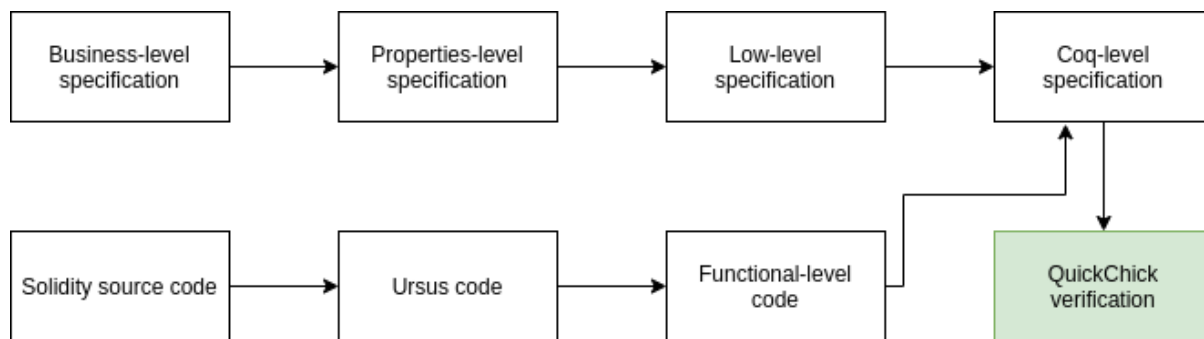 Business-level
specification
Properties-level
specification
Low-level
specification
Coq-level
specification
Solidity source code
Ursus code
Functional-level
code
QuickChick
verification